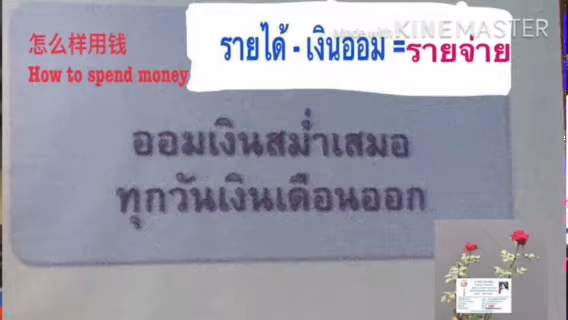 怎么样用钱
How to spend money
รายได้ - เงินออม =รายจ่าย
Made with KINEMASTER
ออมเงินสม่ำเสมอ
ทุกวันเงินเดือนออก